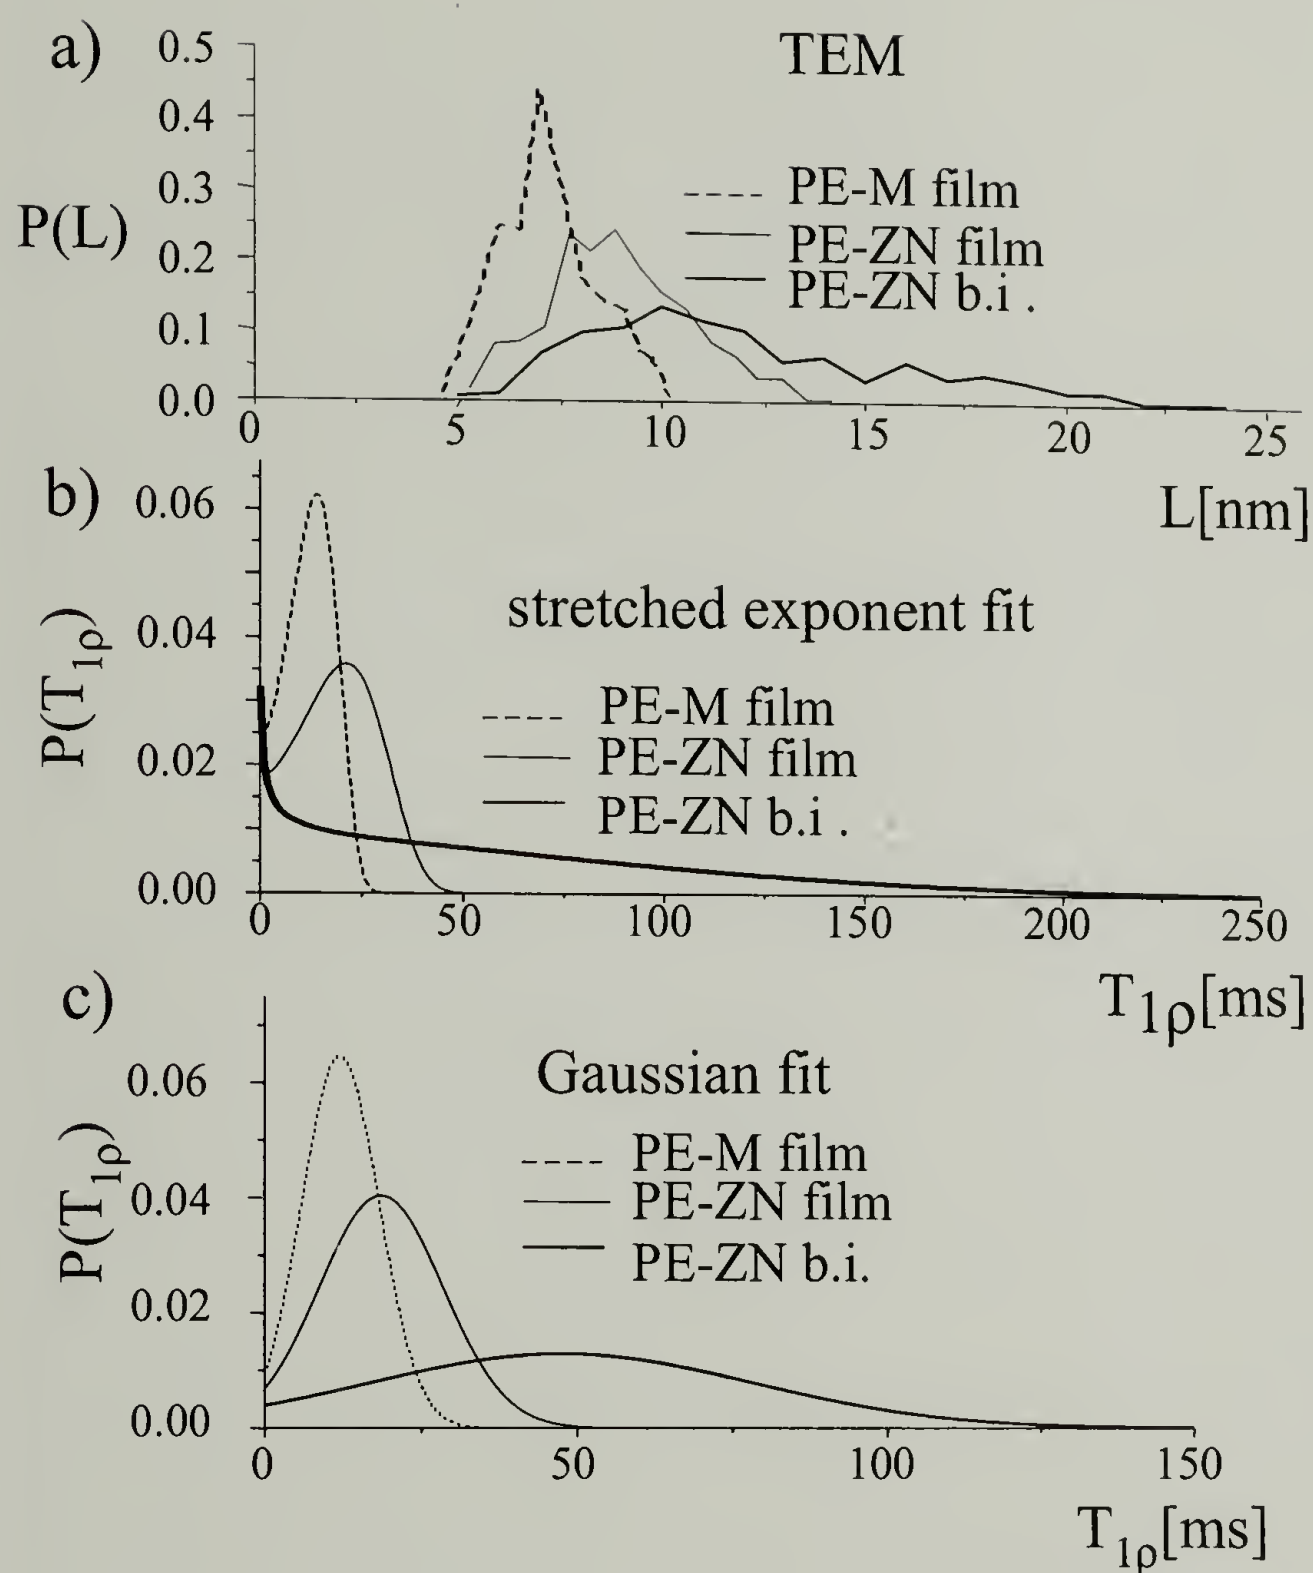 a)
TEM
0.5
0.4
0.3
0.2
0.1
0.0
P(L)
PE-M film
PE-ZN film
PE-ZN b.i .
0 5 10 15 20 25
L[nm]
b)
0.06
0.04
0.02
0.00
P(T1ρ)
stretched exponent fit
PE-M film
PE-ZN film
PE-ZN b.i .
0 50 100 150 200 250
T1ρ[ms]
c)
0.06
0.04
0.02
0.00
P(T1ρ)
Gaussian fit
PE-M film
PE-ZN film
PE-ZN b.i.
0 50 100 150
T1ρ[ms]